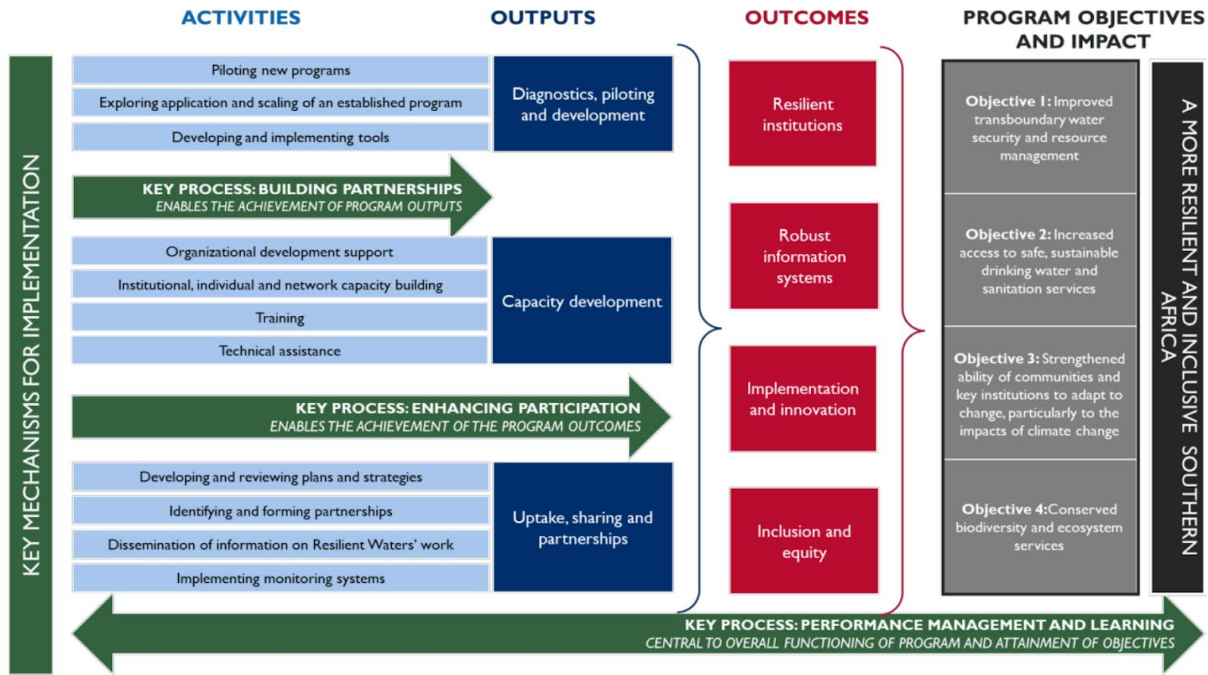 ACTIVITIES
OUTPUTS
OUTCOMES
PROGRAM OBJECTIVES
AND IMPACT
KEY MECHANISMS FOR IMPLEMENTATION
Piloting new programs
Exploring application and scaling of an established program
Developing and implementing tools
Diagnostics, piloting
and development
KEY PROCESS: BUILDING PARTNERSHIPS
ENABLES THE ACHIEVEMENT OF PROGRAM OUTPUTS
Organizational development support
Institutional, individual and network capacity building
Training
Technical assistance
Capacity development
KEY PROCESS: ENHANCING PARTICIPATION
ENABLES THE ACHIEVEMENT OF THE PROGRAM OUTCOMES
Developing and reviewing plans and strategies
Identifying and forming partnerships
Dissemination of information on Resilient Waters' work
Implementing monitoring systems
Uptake, sharing and
partnerships
Resilient
institutions
Robust
information
systems
Implementation
and innovation
Inclusion and
equity
Objective 1: Improved
transboundary water
security and resource
management
Objective 2: Increased
access to safe, sustainable
drinking water and
sanitation services
Objective 3: Strengthened
ability of communities and
key institutions to adapt to
change, particularly to the
impacts of climate change
Objective 4:Conserved
biodiversity and ecosystem
services
A MORE RESILIENT AND INCLUSIVE SOUTHERN
AFRICA
KEY PROCESS: PERFORMANCE MANAGEMENT AND LEARNING
CENTRAL TO OVERALL FUNCTIONING OF PROGRAM AND ATTAINMENT OF OBJECTIVES